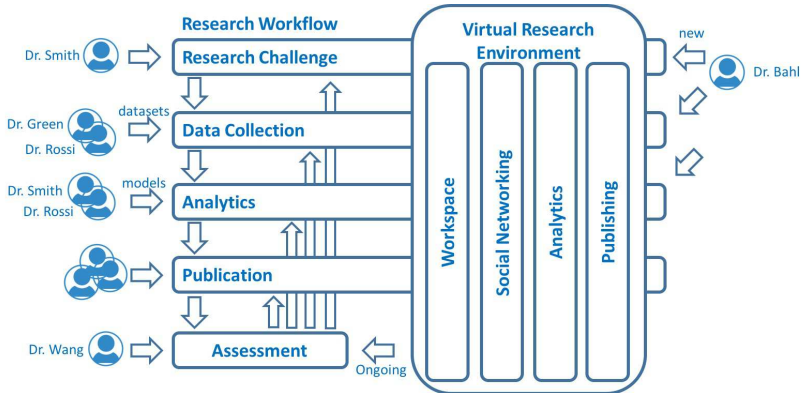 Research Workflow
Virtual Research
Environment
new
Dr. Smith
Research Challenge
Dr. Bahl
datasets
Dr. Green
Data Collection
Dr. Rossi
models
Dr. Smith
Analytics
Dr. Rossi
Workspace
Social Networking
Analytics
Publishing
Publication
Dr. Wang
Assessment
Ongoing